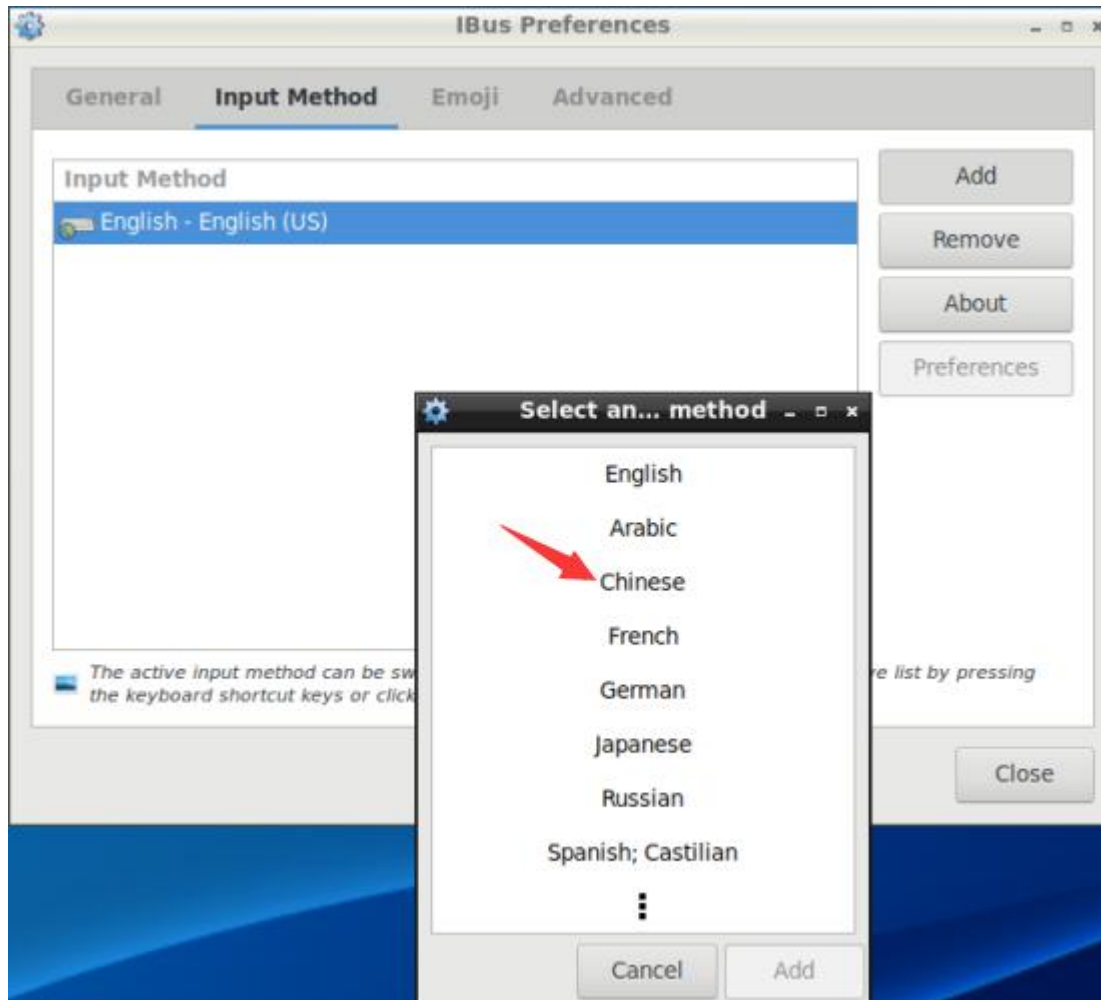 IBus Preferences
General Input Method Emoji Advanced
Input Method
English - English (US)
Add
Remove
About
Preferences
Select an... method
English
Arabic
Chinese
French
German
Japanese
Russian
Spanish; Castilian
The active input method can be
the keyboard shortcut keys or
list by pressing
Cancel Add
Close